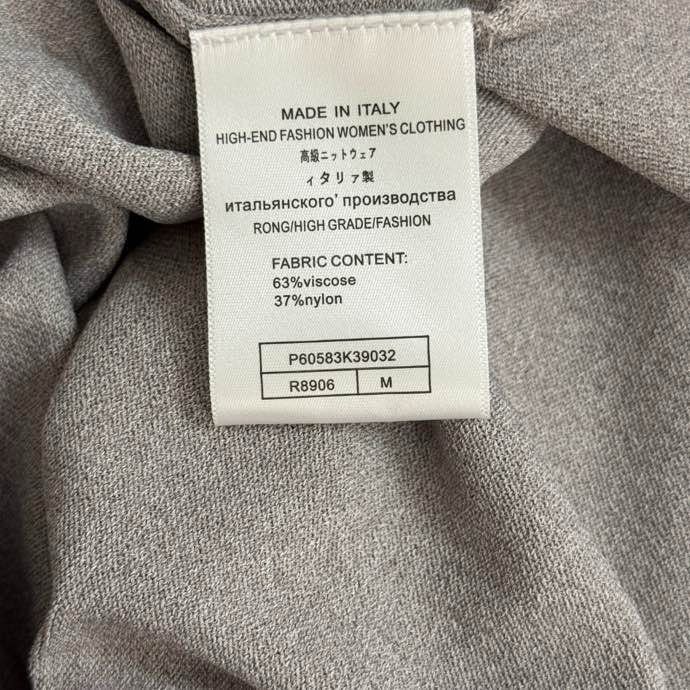 MADE IN ITALY
HIGH-END FASHION WOMEN'S CLOTHING
高級ニットウェア
ィタリァ製
итальянского' производства
RONG/HIGH GRADE/FASHION
FABRIC CONTENT:
63%viscose
37%nylon
P60583K39032
R8906 M